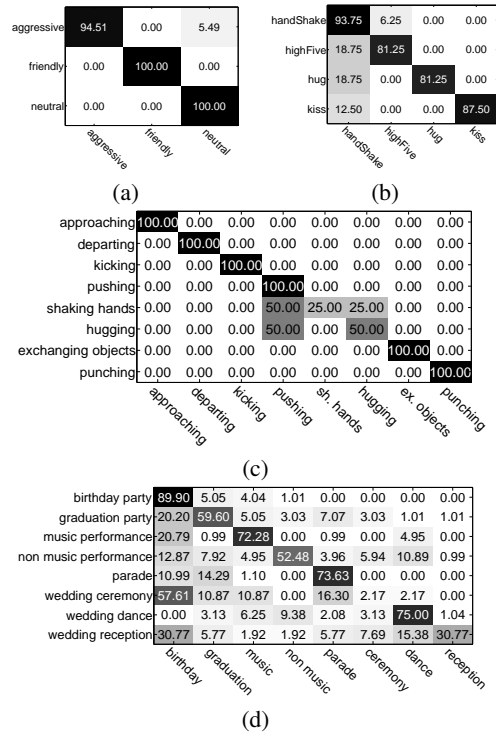 aggressive 94.51 0.00 5.49
friendly 0.00 100.00 0.00
neutral 0.00 0.00 100.00
aggressive friendly neutral
(a)
handShake 93.75 6.25 0.00 0.00
highFive 18.75 81.25 0.00 0.00
hug 18.75 0.00 81.25 0.00
kiss 12.50 0.00 0.00 87.50
handShake highFive hug kiss
(b)
approaching 100.00 0.00 0.00 0.00 0.00 0.00 0.00 0.00
departing 0.00 100.00 0.00 0.00 0.00 0.00 0.00 0.00
kicking 0.00 0.00 100.00 0.00 0.00 0.00 0.00 0.00
pushing 0.00 0.00 0.00 100.00 0.00 0.00 0.00 0.00
shaking hands 0.00 0.00 0.00 50.00 25.00 25.00 0.00 0.00
hugging 0.00 0.00 0.00 50.00 0.00 50.00 0.00 0.00
exchanging objects 0.00 0.00 0.00 0.00 0.00 0.00 100.00 0.00
punching 0.00 0.00 0.00 0.00 0.00 0.00 0.00 100.00
approaching departing kicking pushing sh. hands hugging ex. objects punching
(c)
birthday party 89.90 5.05 4.04 1.01 0.00 0.00 0.00 0.00
graduation party 20.20 59.60 5.05 3.03 7.07 3.03 1.01 1.01
music performance 20.79 0.99 72.28 0.00 0.99 0.00 4.95 0.00
non music performance 12.87 7.92 4.95 52.48 3.96 5.94 10.89 0.99
parade 10.99 14.29 1.10 0.00 73.63 0.00 0.00 0.00
wedding ceremony 57.61 10.87 10.87 0.00 16.30 2.17 2.17 0.00
wedding dance 0.00 3.13 6.25 9.38 2.08 3.13 75.00 1.04
wedding reception 30.77 5.77 1.92 1.92 5.77 7.69 15.38 30.77
birthday graduation music non music parade ceremony dance reception
(d)